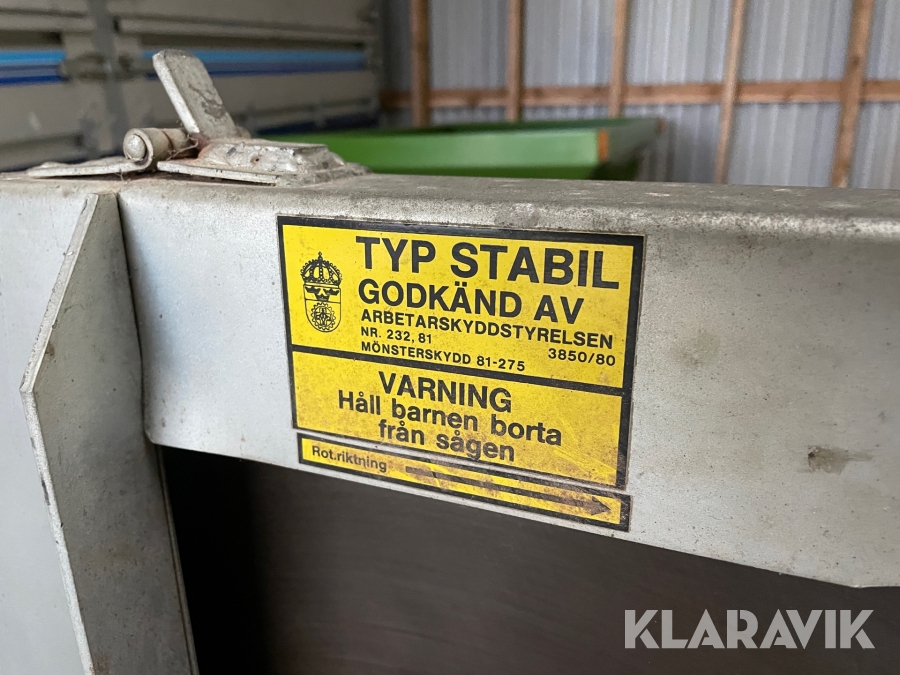 TYP STABIL
GODKÄND AV
ARBETARSKYDDSTYRELSEN
NR. 232, 81 3850/80
MÖNSTERSKYDD 81-275
VARNING
Håll barnen borta
från sågen
Rot.riktning
KLARAVIK